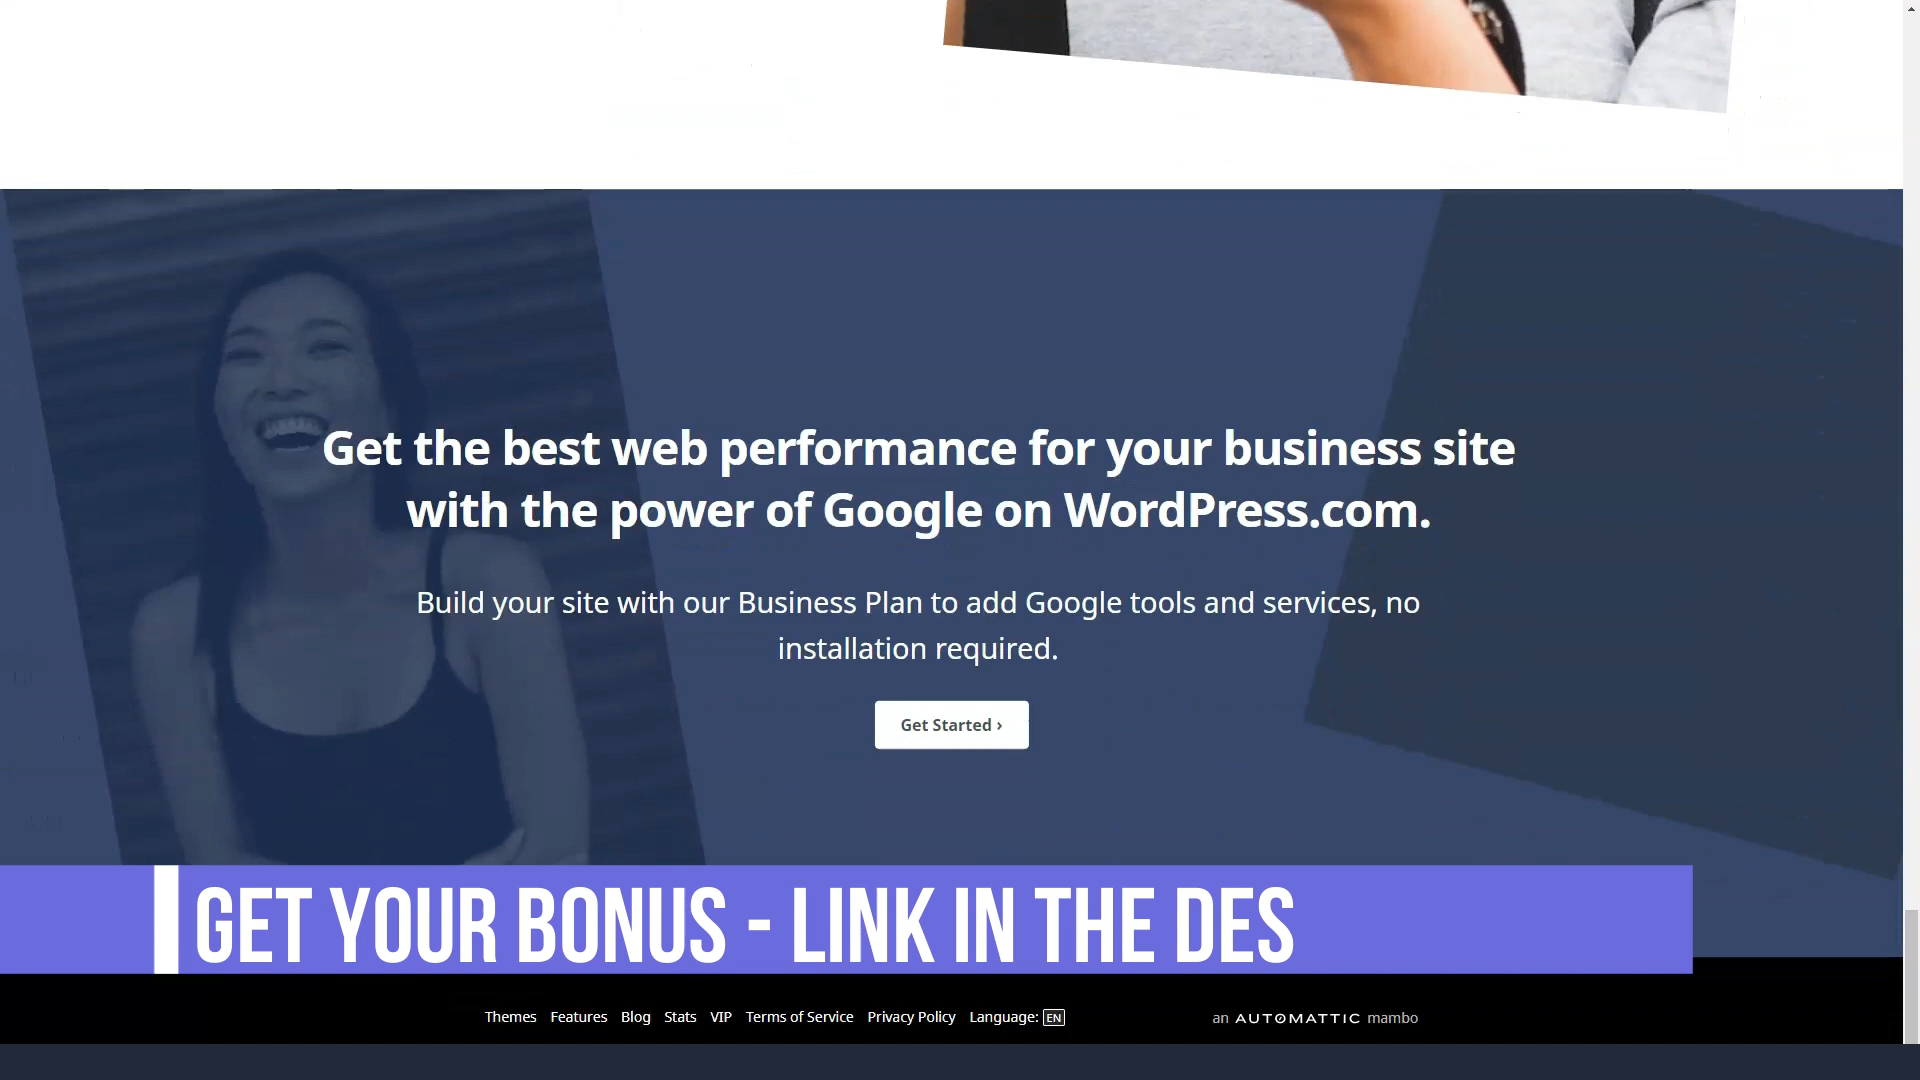 Get the best web performance for your business site
with the power of Google on WordPress.com.
Build your site with our Business Plan to add Google tools and services, no
installation required.
Get Started ›
GET YOUR BONUS - LINK IN THE DES
Themes Features Blog Stats VIP Terms of Service Privacy Policy Language: EN
an AUTOMATTIC mambo